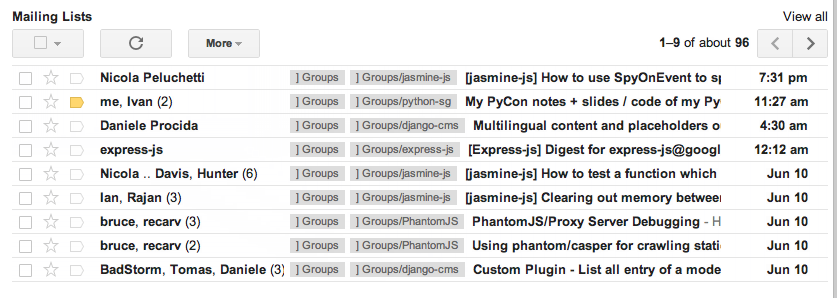 Mailing Lists View all
More 1–9 of about 96
Nicola Peluchetti ] Groups ] Groups/jasmine-js [jasmine-js] How to use SpyOnEvent to sp 7:31 pm
me, Ivan (2) ] Groups ] Groups/python-sg My PyCon notes + slides / code of my Py 11:27 am
Daniele Procida ] Groups ] Groups/django-cms Multilingual content and placeholders o 4:30 am
express-js ] Groups ] Groups/express-js [Express-js] Digest for express-js@googl 12:12 am
Nicola .. Davis, Hunter (6) ] Groups ] Groups/jasmine-js [jasmine-js] How to test a function which Jun 10
Ian, Rajan (3) ] Groups ] Groups/jasmine-js [jasmine-js] Clearing out memory between Jun 10
bruce, recarv (3) ] Groups ] Groups/PhantomJS PhantomJS/Proxy Server Debugging - H Jun 10
bruce, recarv (2) ] Groups ] Groups/PhantomJS Using phantom/casper for crawling stati Jun 10
BadStorm, Tomas, Daniele (3) ] Groups ] Groups/django-cms Custom Plugin - List all entry of a mode Jun 10